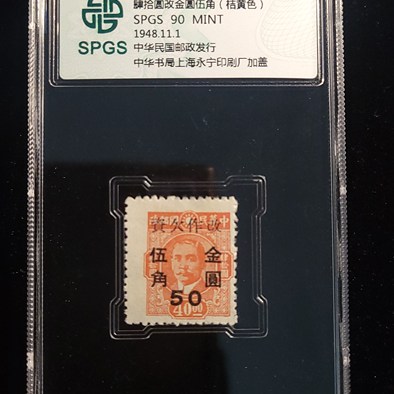 肆拾圆改金圆伍角（桔黄色）
SPGS 90 MINT
1948.11.1
SPGS
中华民国邮政发行
中华书局上海永宁印刷厂加盖
資欠作改
伍 金
角 圓
50
40 00